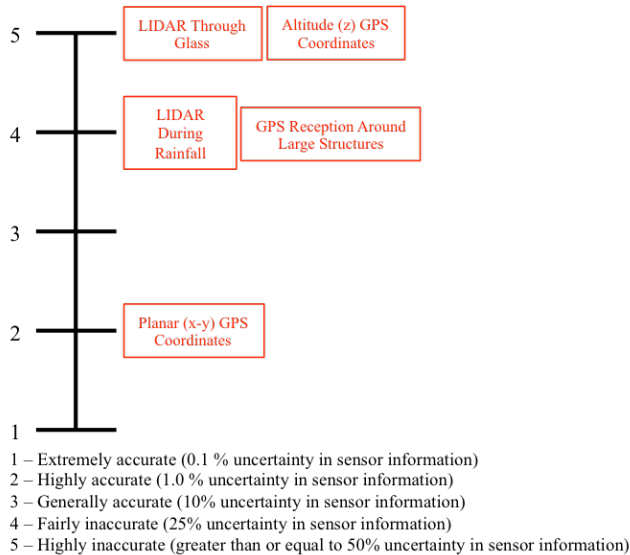 5
LIDAR Through
Glass
Altitude (z) GPS
Coordinates
4
LIDAR
During
Rainfall
GPS Reception Around
Large Structures
3
2
Planar (x-y) GPS
Coordinates
1
1 – Extremely accurate (0.1 % uncertainty in sensor information)
2 – Highly accurate (1.0 % uncertainty in sensor information)
3 – Generally accurate (10% uncertainty in sensor information)
4 – Fairly inaccurate (25% uncertainty in sensor information)
5 – Highly inaccurate (greater than or equal to 50% uncertainty in sensor information)